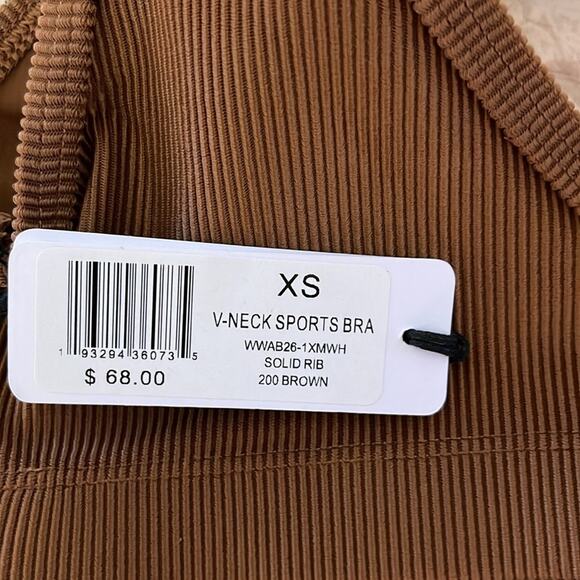 XS
V-NECK SPORTS BRA
WWAB26-1XMWH
SOLID RIB
200 BROWN
1 93294 36073 5
$ 68.00